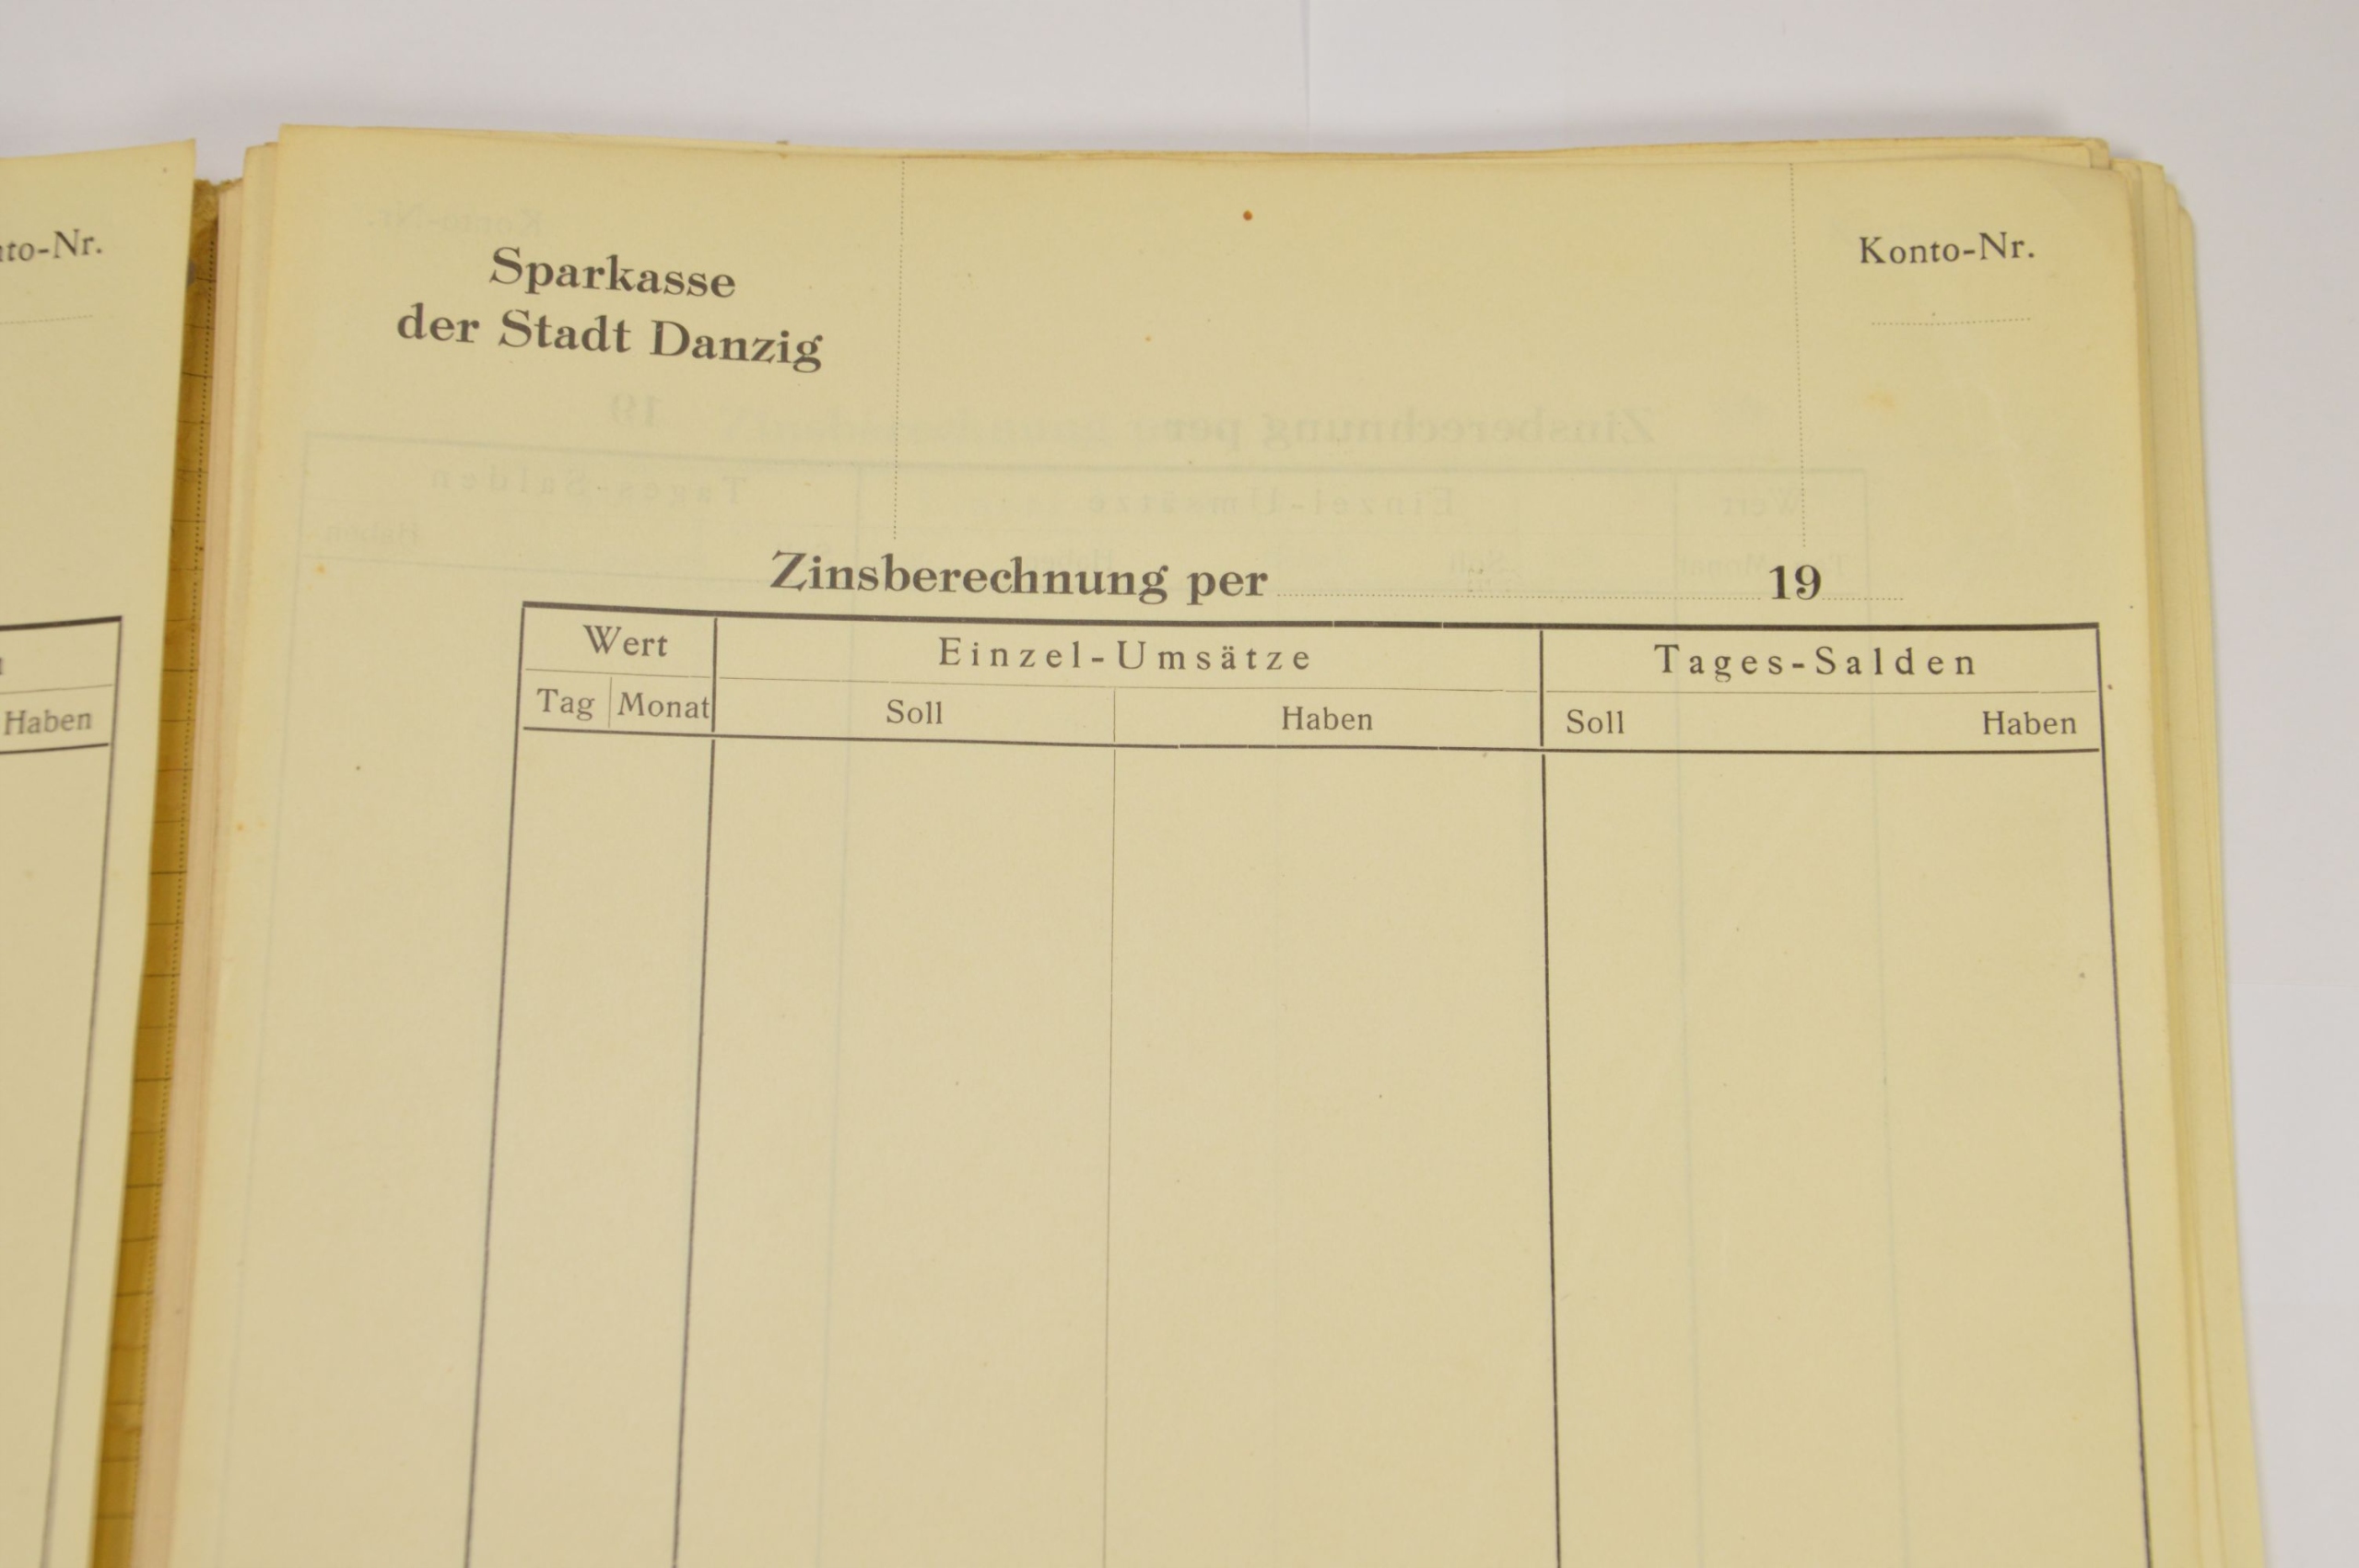 Sparkasse
der Stadt Danzig
Konto-Nr.
Zinsberechnung per 19
Wert Einzel-Umsätze Tages-Salden
Tag Monat Soll Haben Soll Haben
to-Nr.
Haben